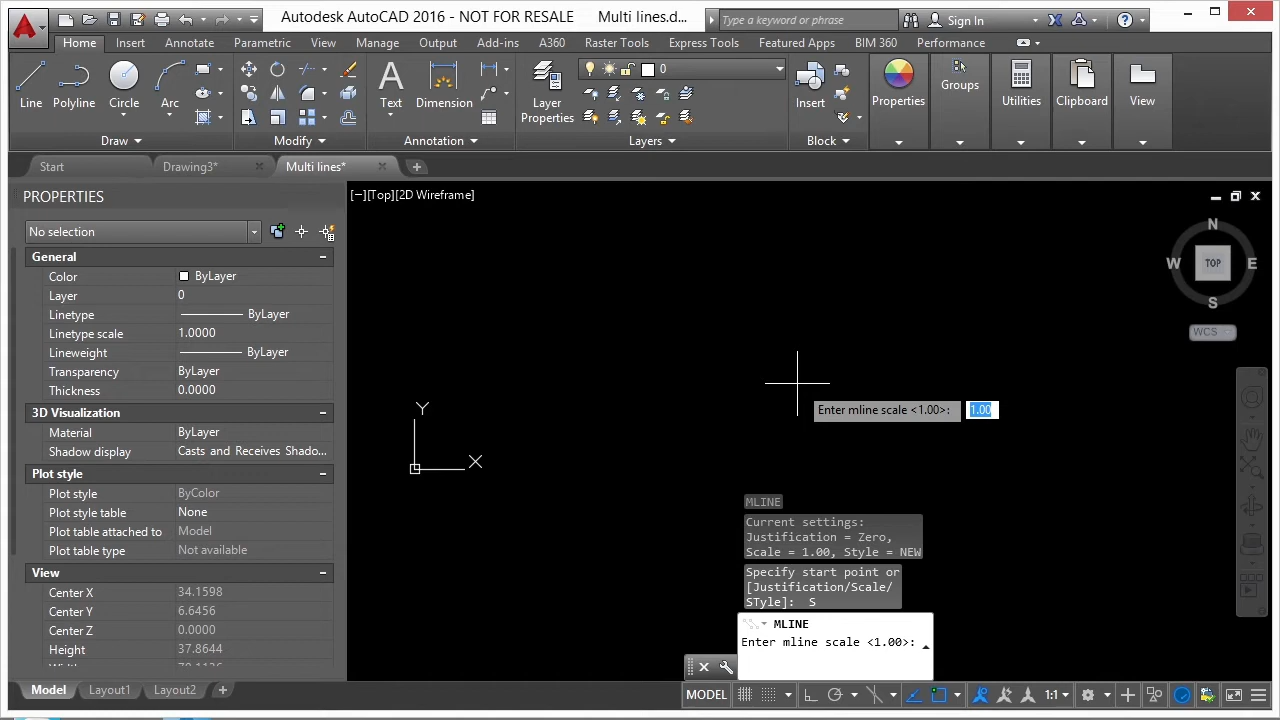 Autodesk AutoCAD 2016 - NOT FOR RESALE Multi lines.d...
Type a keyword or phrase
Sign In
Home Insert Annotate Parametric View Manage Output Add-ins A360 Raster Tools Express Tools Featured Apps BIM 360 Performance
Line Polyline Circle Arc
Text Dimension
Layer Properties
0
Insert Properties Groups Utilities Clipboard View
Draw Modify Annotation Layers Block
Start Drawing3* Multi lines*
PROPERTIES
[−][Top][2D Wireframe]
No selection
General
Color ByLayer
Layer 0
Linetype ByLayer
Linetype scale 1.0000
Lineweight ByLayer
Transparency ByLayer
Thickness 0.0000
3D Visualization
Material ByLayer
Shadow display Casts and Receives Shado...
Plot style
Plot style ByColor
Plot style table None
Plot table attached to Model
Plot table type Not available
View
Center X 34.1598
Center Y 6.6456
Center Z 0.0000
Height 37.8644
N
W TOP E
S
WCS
Y
X
Enter mline scale <1.00>: 1.00
MLINE
Current settings:
Justification = Zero,
Scale = 1.00, Style = NEW
Specify start point or
[Justification/Scale/
STyle]: S
MLINE
Enter mline scale <1.00>:
Model Layout1 Layout2
MODEL 1:1